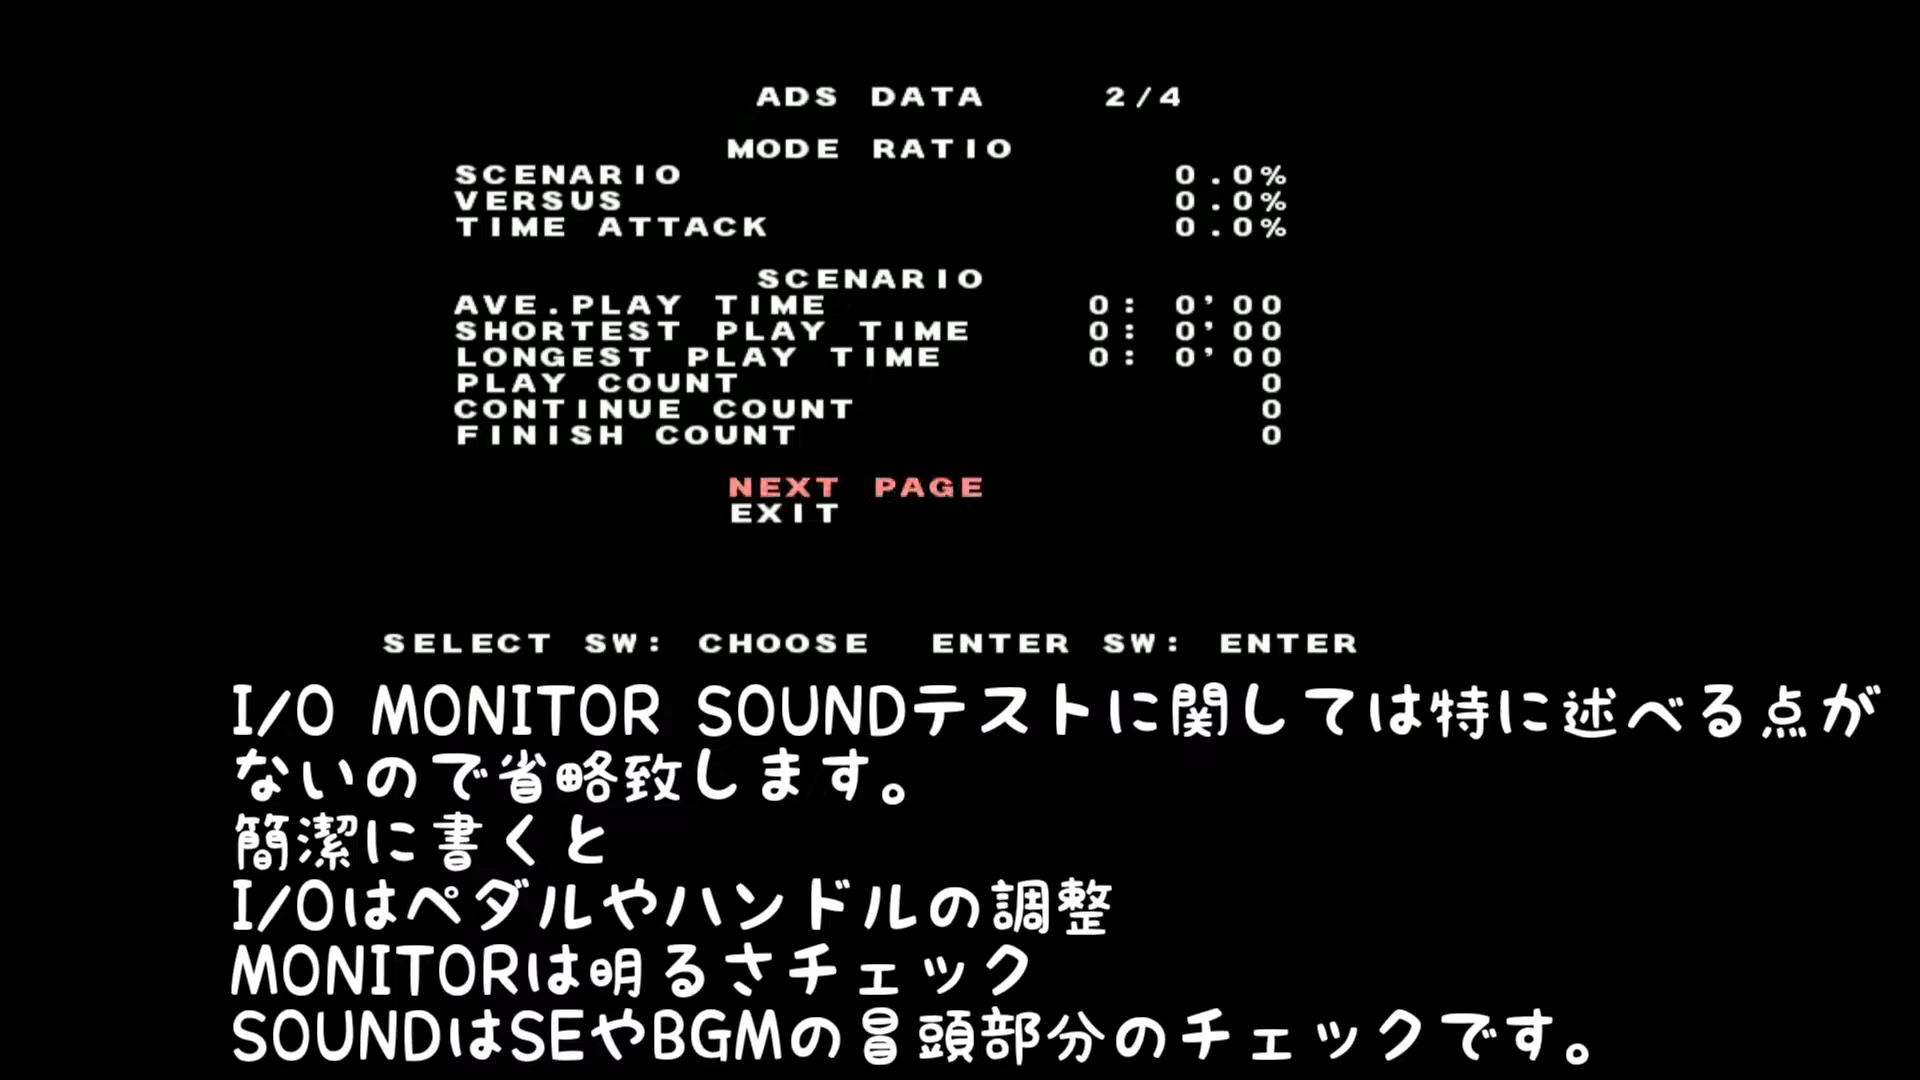 ADS DATA 2/4
MODE RATIO
SCENARIO 0.0%
VERSUS 0.0%
TIME ATTACK 0.0%
SCENARIO
AVE.PLAY TIME 0: 0'00
SHORTEST PLAY TIME 0: 0'00
LONGEST PLAY TIME 0: 0'00
PLAY COUNT 0
CONTINUE COUNT 0
FINISH COUNT 0
NEXT PAGE
EXIT
SELECT SW: CHOOSE ENTER SW: ENTER
I/O MONITOR SOUNDテストに関しては特に述べる点が
ないので省略致します。
簡潔に書くと
I/Oはペダルやハンドルの調整
MONITORは明るさチェック
SOUNDはSEやBGMの冒頭部分のチェックです。